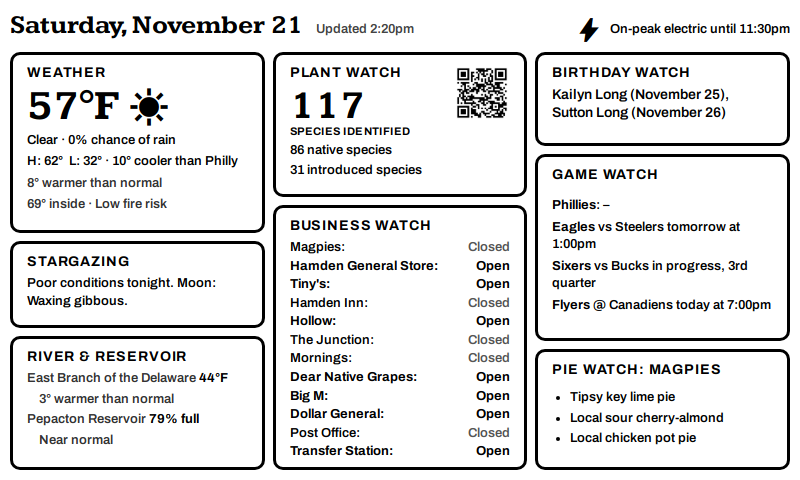 Saturday, November 21 Updated 2:20pm
On-peak electric until 11:30pm
WEATHER
57°F
Clear · 0% chance of rain
H: 62° L: 32° · 10° cooler than Philly
8° warmer than normal
69° inside · Low fire risk
STARGAZING
Poor conditions tonight. Moon:
Waxing gibbous.
RIVER & RESERVOIR
East Branch of the Delaware 44°F
3° warmer than normal
Pepacton Reservoir 79% full
Near normal
PLANT WATCH
117
SPECIES IDENTIFIED
86 native species
31 introduced species
BUSINESS WATCH
Magpies: Closed
Hamden General Store: Open
Tiny's: Open
Hamden Inn: Closed
Hollow: Open
The Junction: Closed
Mornings: Closed
Dear Native Grapes: Open
Big M: Open
Dollar General: Open
Post Office: Closed
Transfer Station: Open
BIRTHDAY WATCH
Kailyn Long (November 25),
Sutton Long (November 26)
GAME WATCH
Phillies: –
Eagles vs Steelers tomorrow at
1:00pm
Sixers vs Bucks in progress, 3rd
quarter
Flyers @ Canadiens today at 7:00pm
PIE WATCH: MAGPIES
• Tipsy key lime pie
• Local sour cherry-almond
• Local chicken pot pie